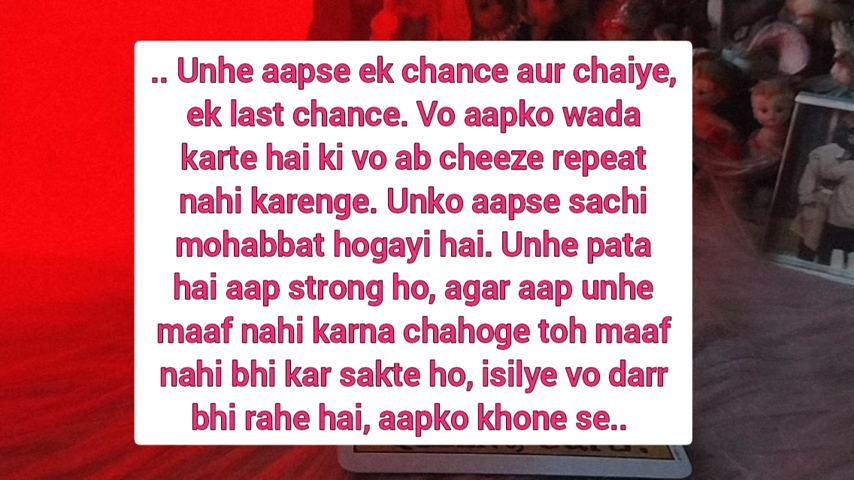 .. Unhe aapse ek chance aur chaiye,
ek last chance. Vo aapko wada
karte hai ki vo ab cheeze repeat
nahi karenge. Unko aapse sachi
mohabbat hogayi hai. Unhe pata
hai aap strong ho, agar aap unhe
maaf nahi karna chahoge toh maaf
nahi bhi kar sakte ho, isilye vo darr
bhi rahe hai, aapko khone se..